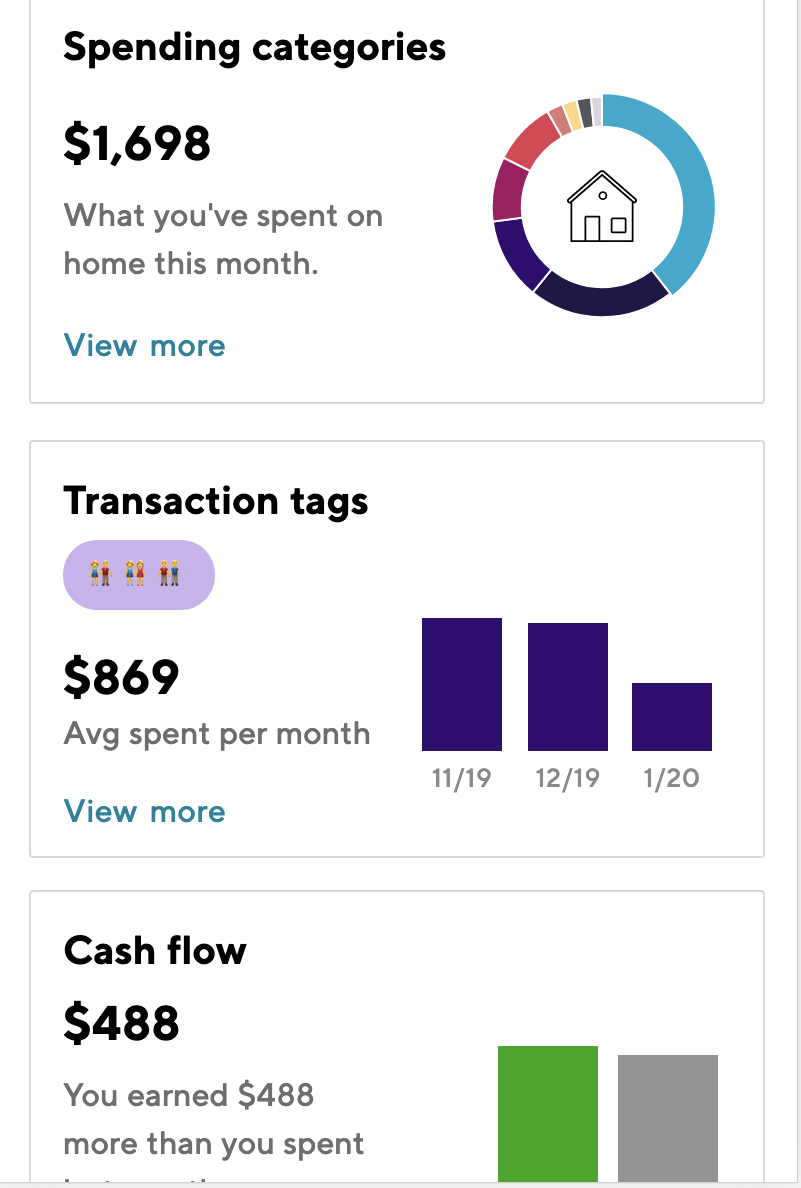 Spending categories
$1,698
What you've spent on
home this month.
View more
Transaction tags
👫👭👬
$869
Avg spent per month
11/19
12/19
1/20
View more
Cash flow
$488
You earned $488
more than you spent